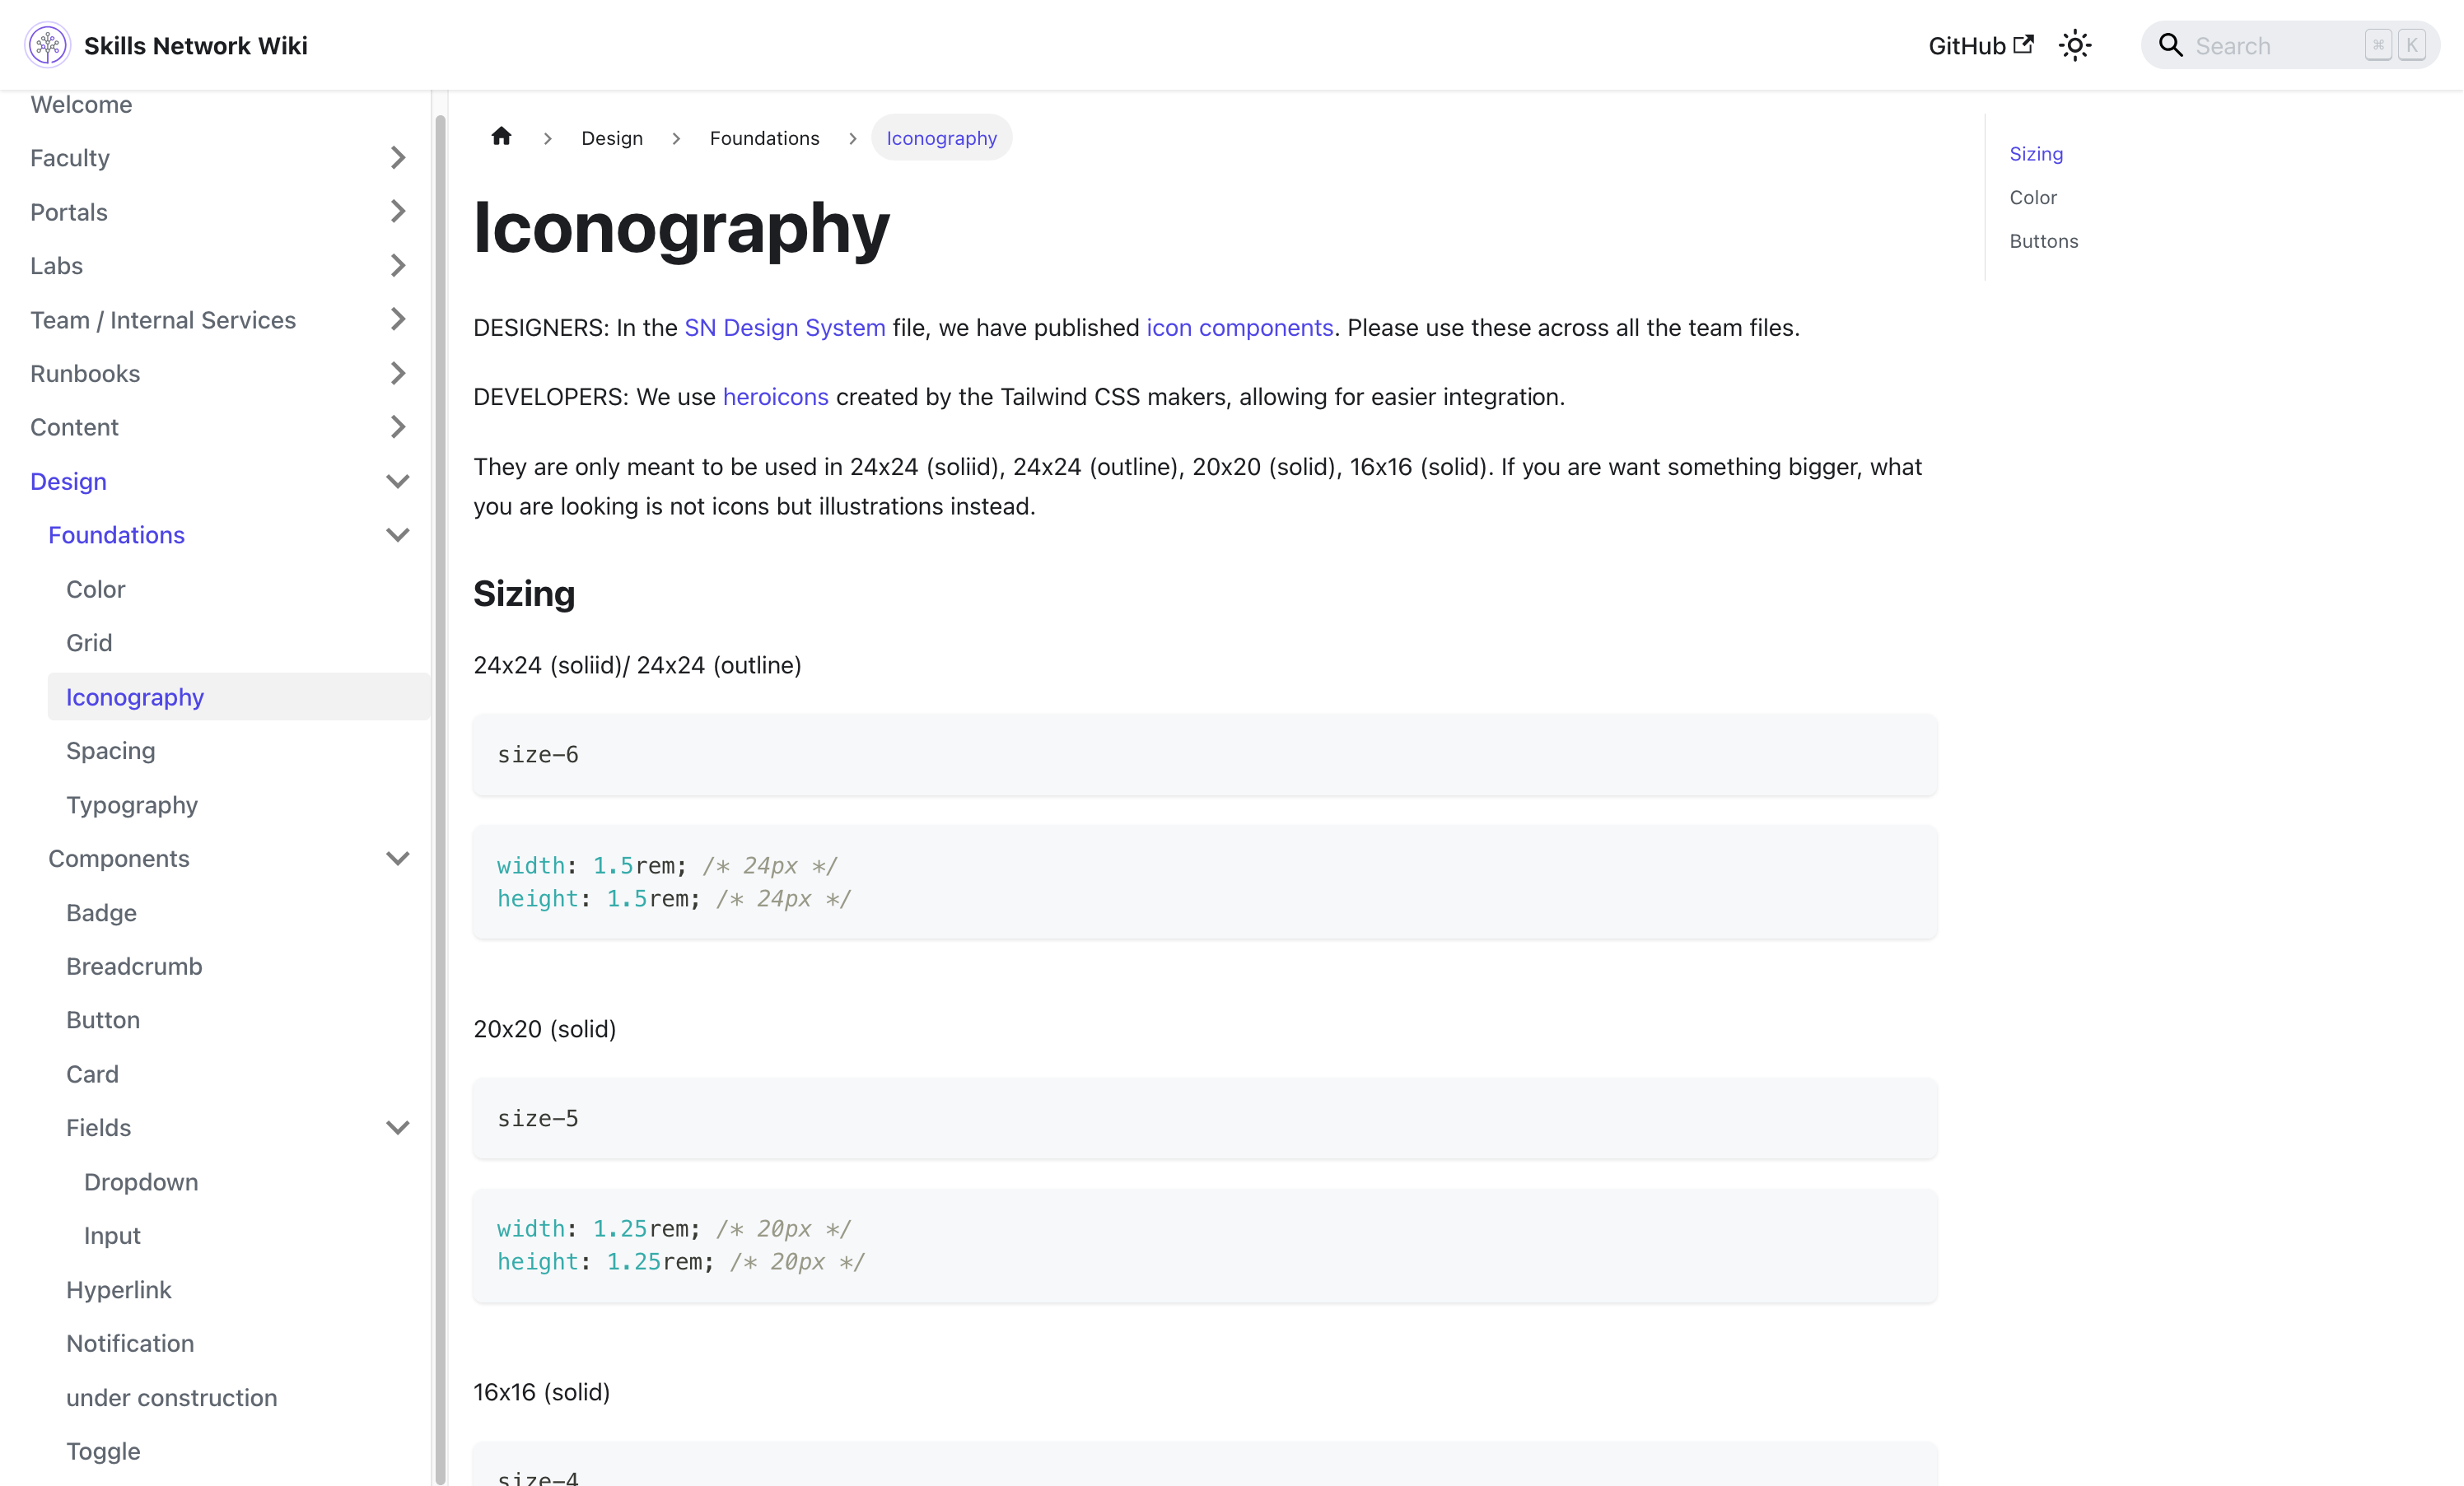 Skills Network Wiki
GitHub
Search
⌘ K
Welcome
Faculty
Portals
Labs
Team / Internal Services
Runbooks
Content
Design
Foundations
Color
Grid
Iconography
Spacing
Typography
Components
Badge
Breadcrumb
Button
Card
Fields
Dropdown
Input
Hyperlink
Notification
under construction
Toggle
Design
Foundations
Iconography
Iconography
DESIGNERS: In the SN Design System file, we have published icon components. Please use these across all the team files.
DEVELOPERS: We use heroicons created by the Tailwind CSS makers, allowing for easier integration.
They are only meant to be used in 24x24 (soliid), 24x24 (outline), 20x20 (solid), 16x16 (solid). If you are want something bigger, what
you are looking is not icons but illustrations instead.
Sizing
24x24 (soliid)/ 24x24 (outline)
size-6
width: 1.5rem; /* 24px */
height: 1.5rem; /* 24px */
20x20 (solid)
size-5
width: 1.25rem; /* 20px */
height: 1.25rem; /* 20px */
16x16 (solid)
size-4
Sizing
Color
Buttons